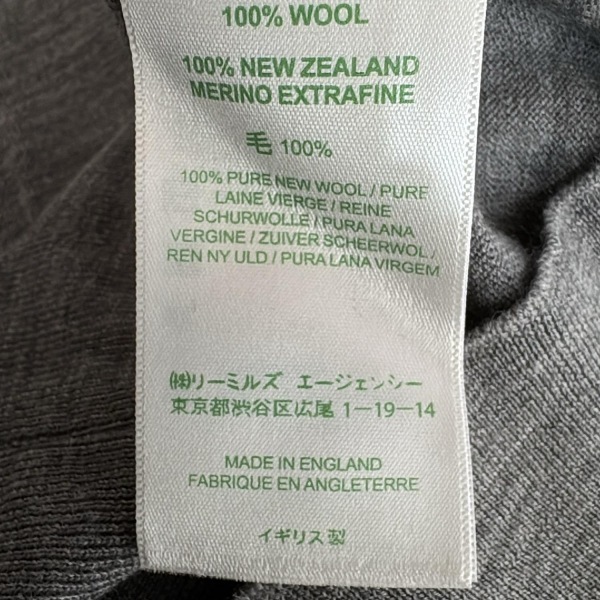 100% WOOL
100% NEW ZEALAND
MERINO EXTRAFINE
毛 100%
100% PURE NEW WOOL / PURE
LAINE VIERGE / REINE
SCHURWOLLE / PURA LANA
VERGINE / ZUIVER SCHEERWOL /
REN NY ULD / PURA LANA VIRGEM
㈱リーミルズ エージェンシー
東京都渋谷区広尾 1-19-14
MADE IN ENGLAND
FABRIQUE EN ANGLETERRE
イギリス製